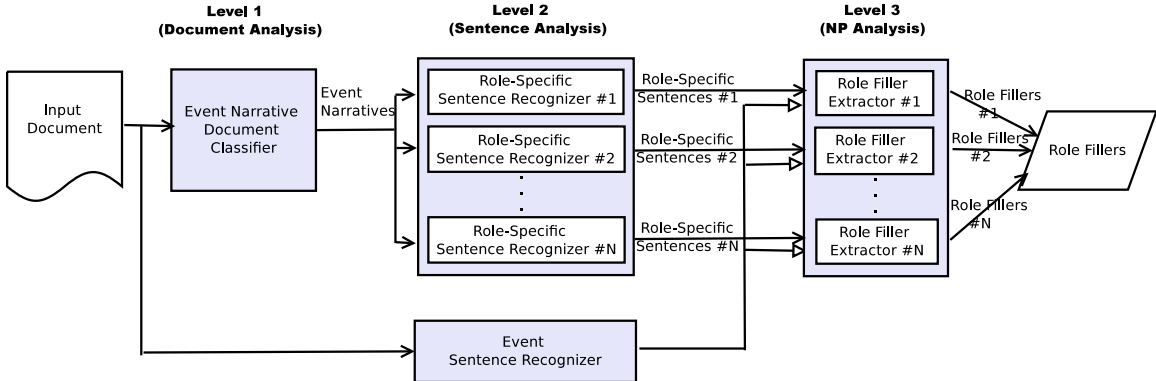 Level 1
(Document Analysis)
Level 2
(Sentence Analysis)
Level 3
(NP Analysis)
Input
Document
Event Narrative
Document
Classifier
Event
Narratives
Role-Specific
Sentence Recognizer #1
Role-Specific
Sentence Recognizer #2
Role-Specific
Sentence Recognizer #N
Role-Specific
Sentences #1
Role-Specific
Sentences #2
Role-Specific
Sentences #N
Role Filler
Extractor #1
Role Filler
Extractor #2
Role Filler
Extractor #N
Role Fillers
#1
Role Fillers
#2
Role Fillers
#N
Role Fillers
Event
Sentence Recognizer